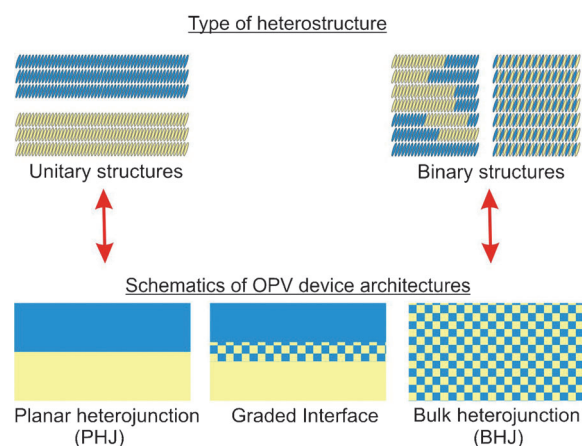 Type of heterostructure
Unitary structures
Binary structures
Schematics of OPV device architectures
Planar heterojunction
(PHJ)
Graded Interface
Bulk heterojunction
(BHJ)